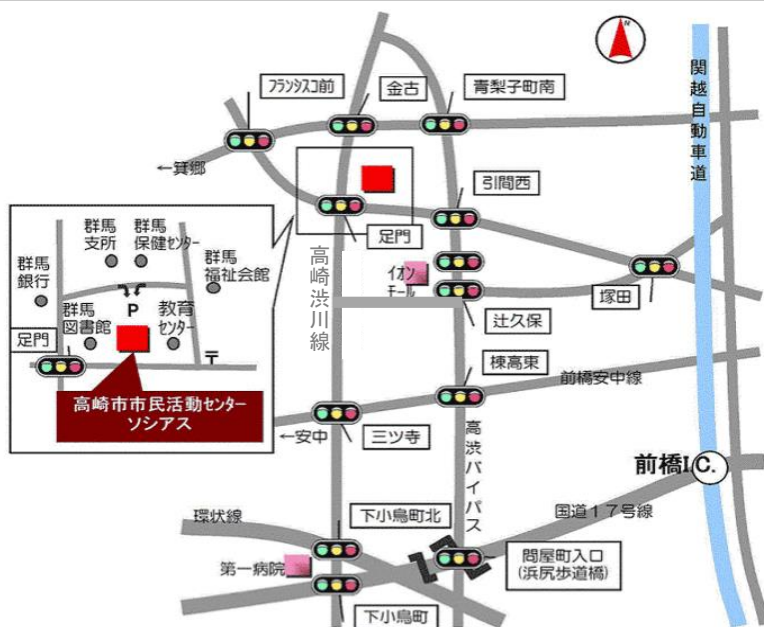 N
関越自動車道
フランシスコ前
金古
青梨子町南
←箕郷
引間西
足門
高崎渋川線
イオン
モール
辻久保
塚田
群馬
支所
群馬
保健センター
群馬
銀行
群馬
福祉会館
P
群馬
図書館
教育
センター
足門
〒
高崎市市民活動センター
ソシアス
棟高東
前橋安中線
←安中
三ツ寺
高渋バイパス
前橋I.C.
環状線
下小鳥町北
国道17号線
第一病院
問屋町入口
(浜尻歩道橋)
下小鳥町